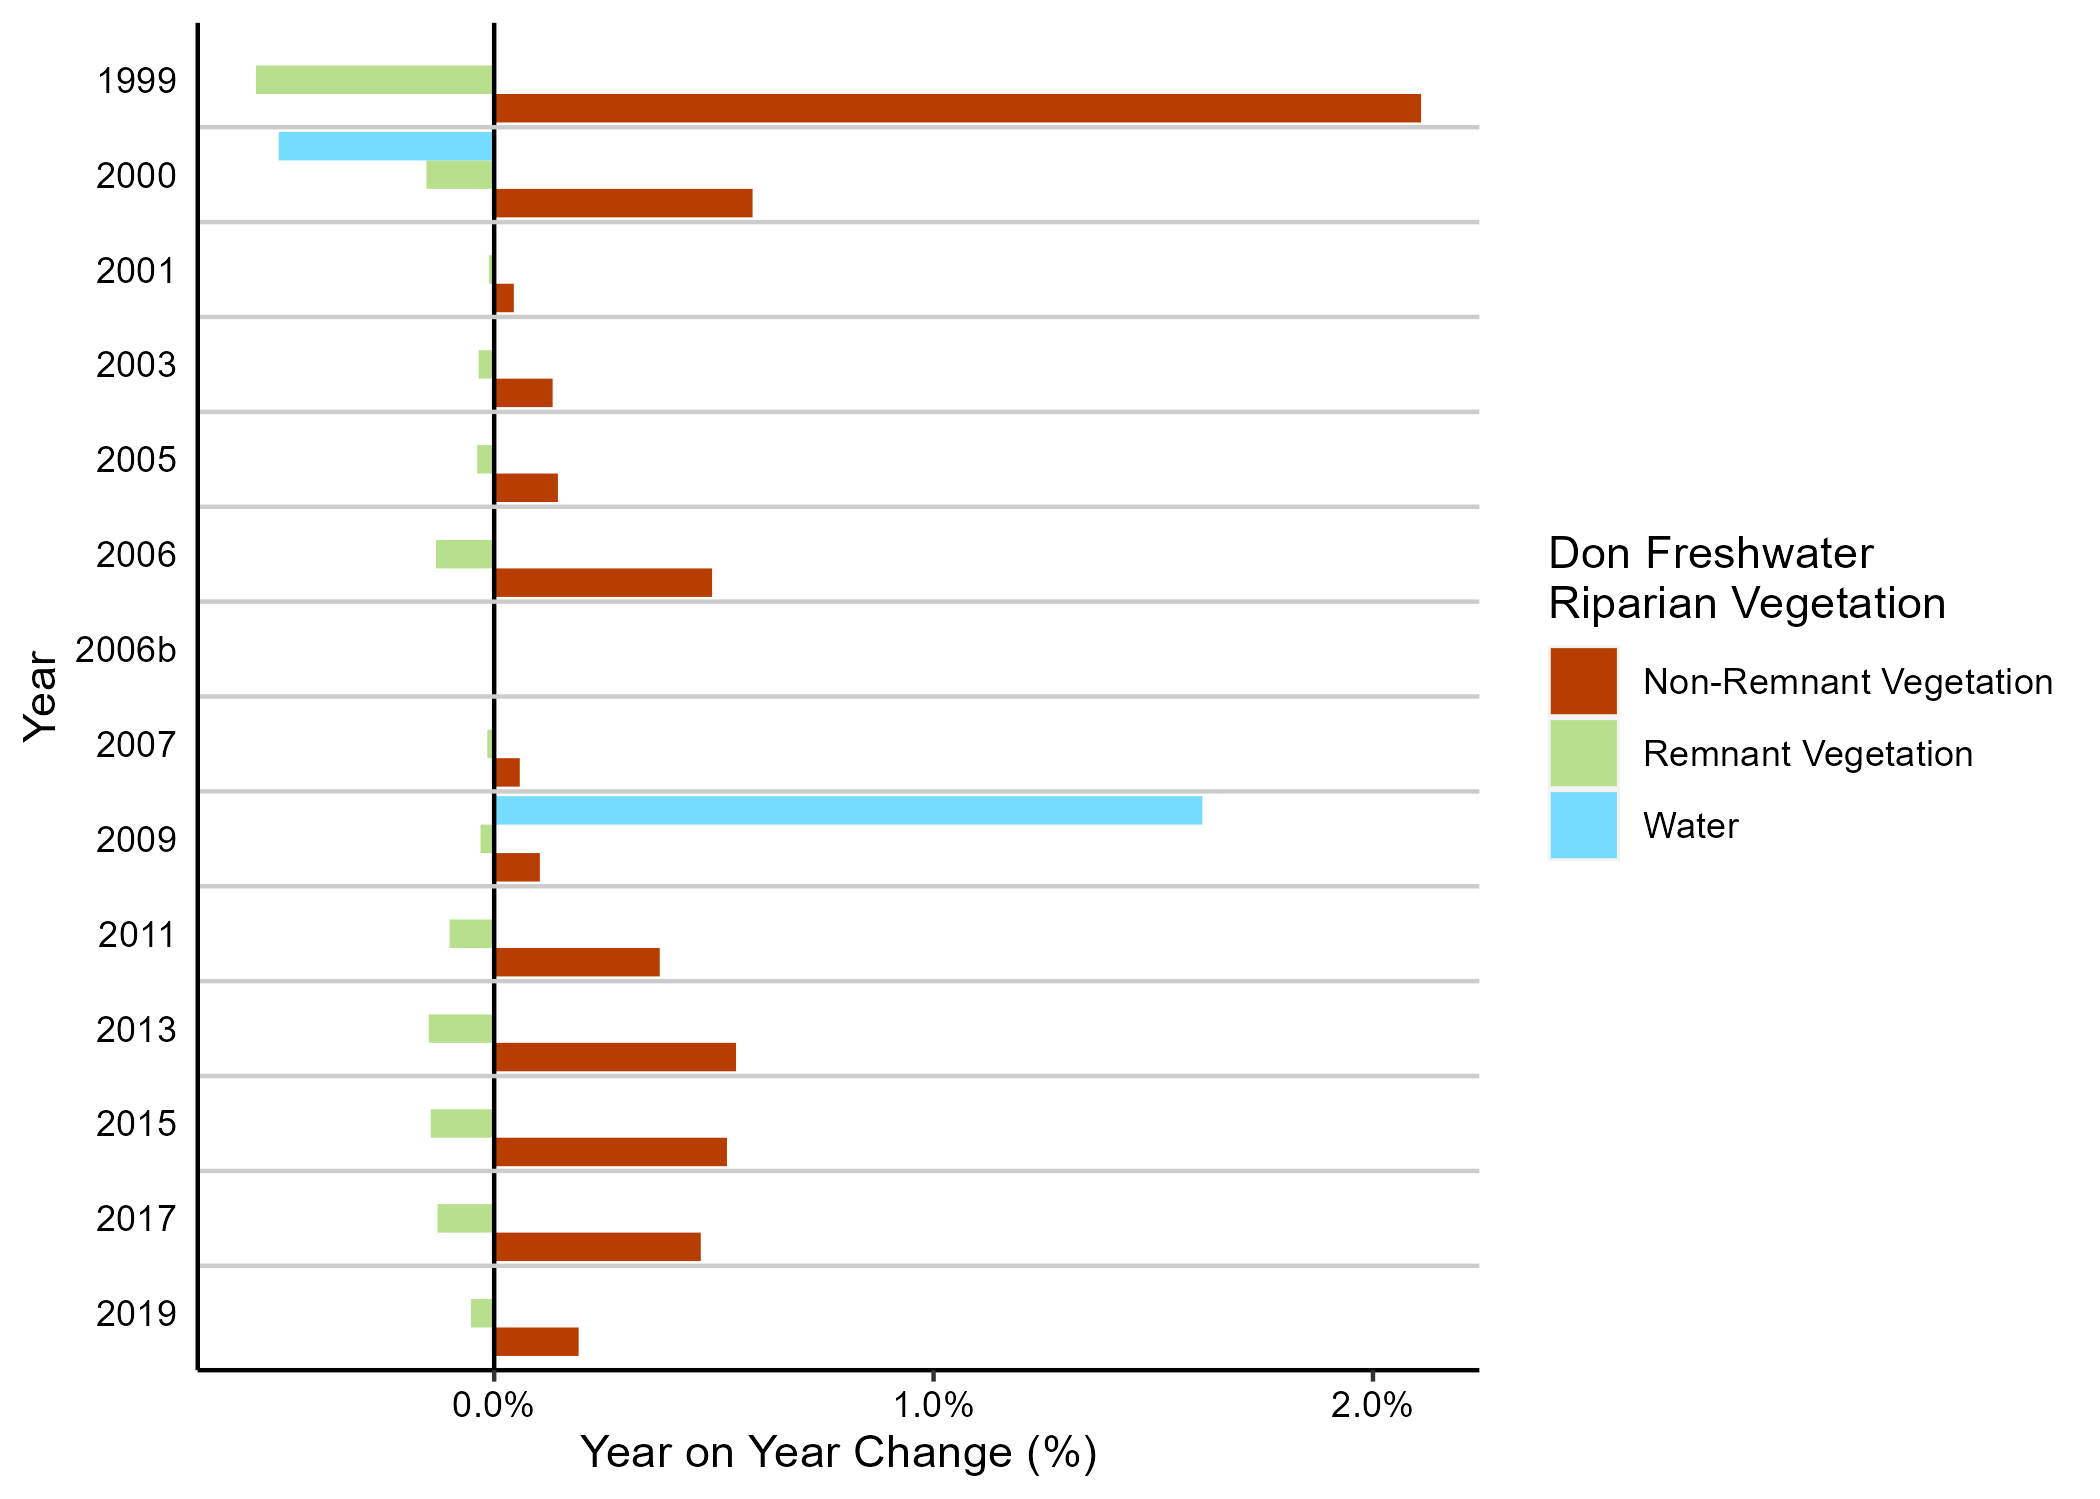 1999
2000
2001
2003
2005
2006
2006b
2007
2009
2011
2013
2015
2017
2019
Year
0.0%
1.0%
2.0%
Year on Year Change (%)
Don Freshwater
Riparian Vegetation
Non-Remnant Vegetation
Remnant Vegetation
Water